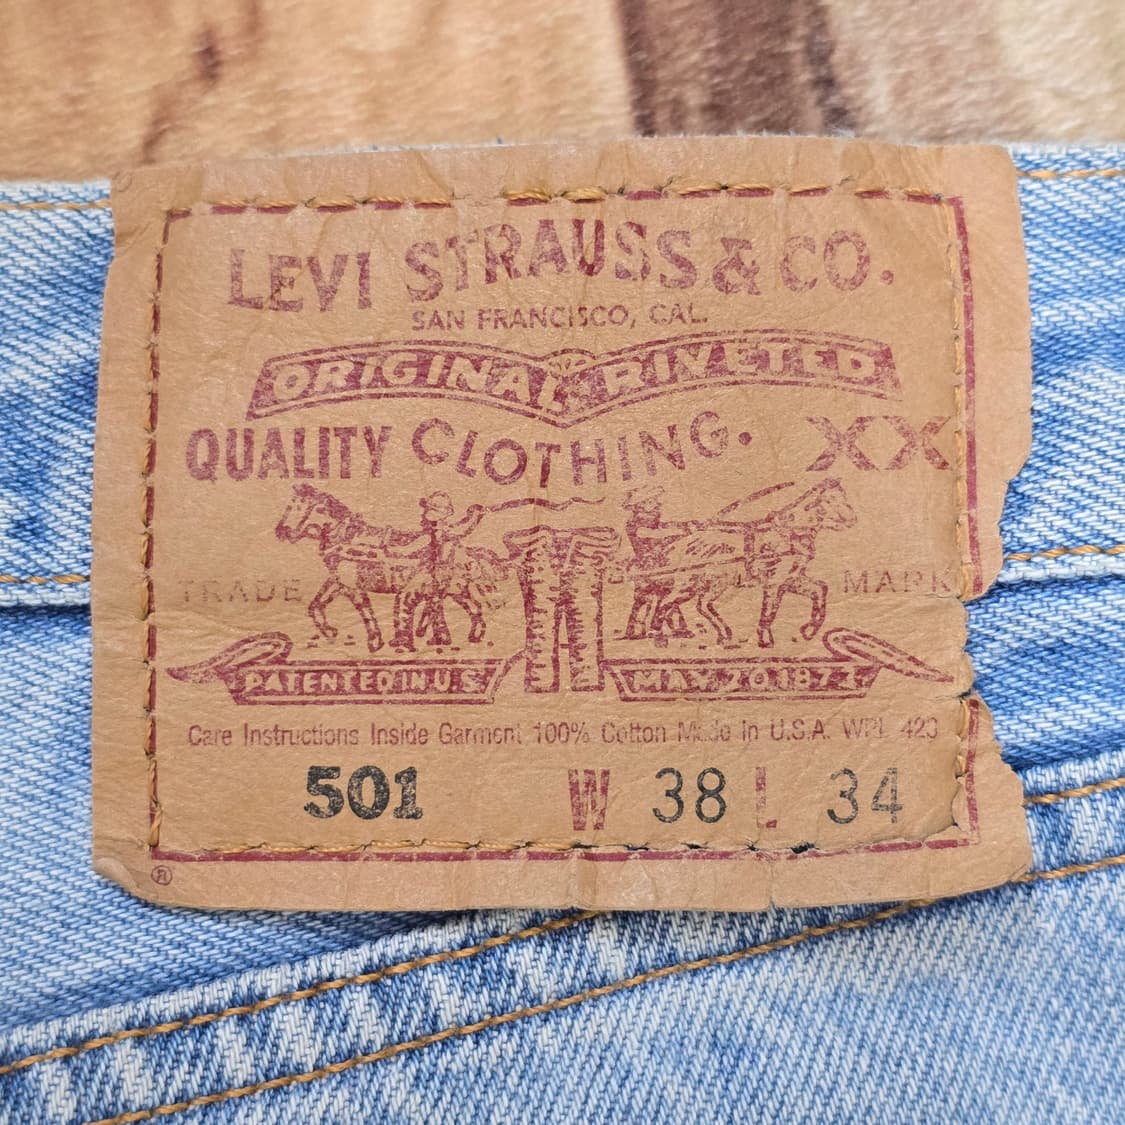 LEVI STRAUSS & CO.
SAN FRANCISCO, CAL.
ORIGINAL RIVETED
QUALITY CLOTHING. XX
TRADE MARK
PATENTED IN U.S. MAY 20 1873
Care Instructions Inside Garment 100% Cotton Made in U.S.A. WPL 423
501 W 38 L 34
®